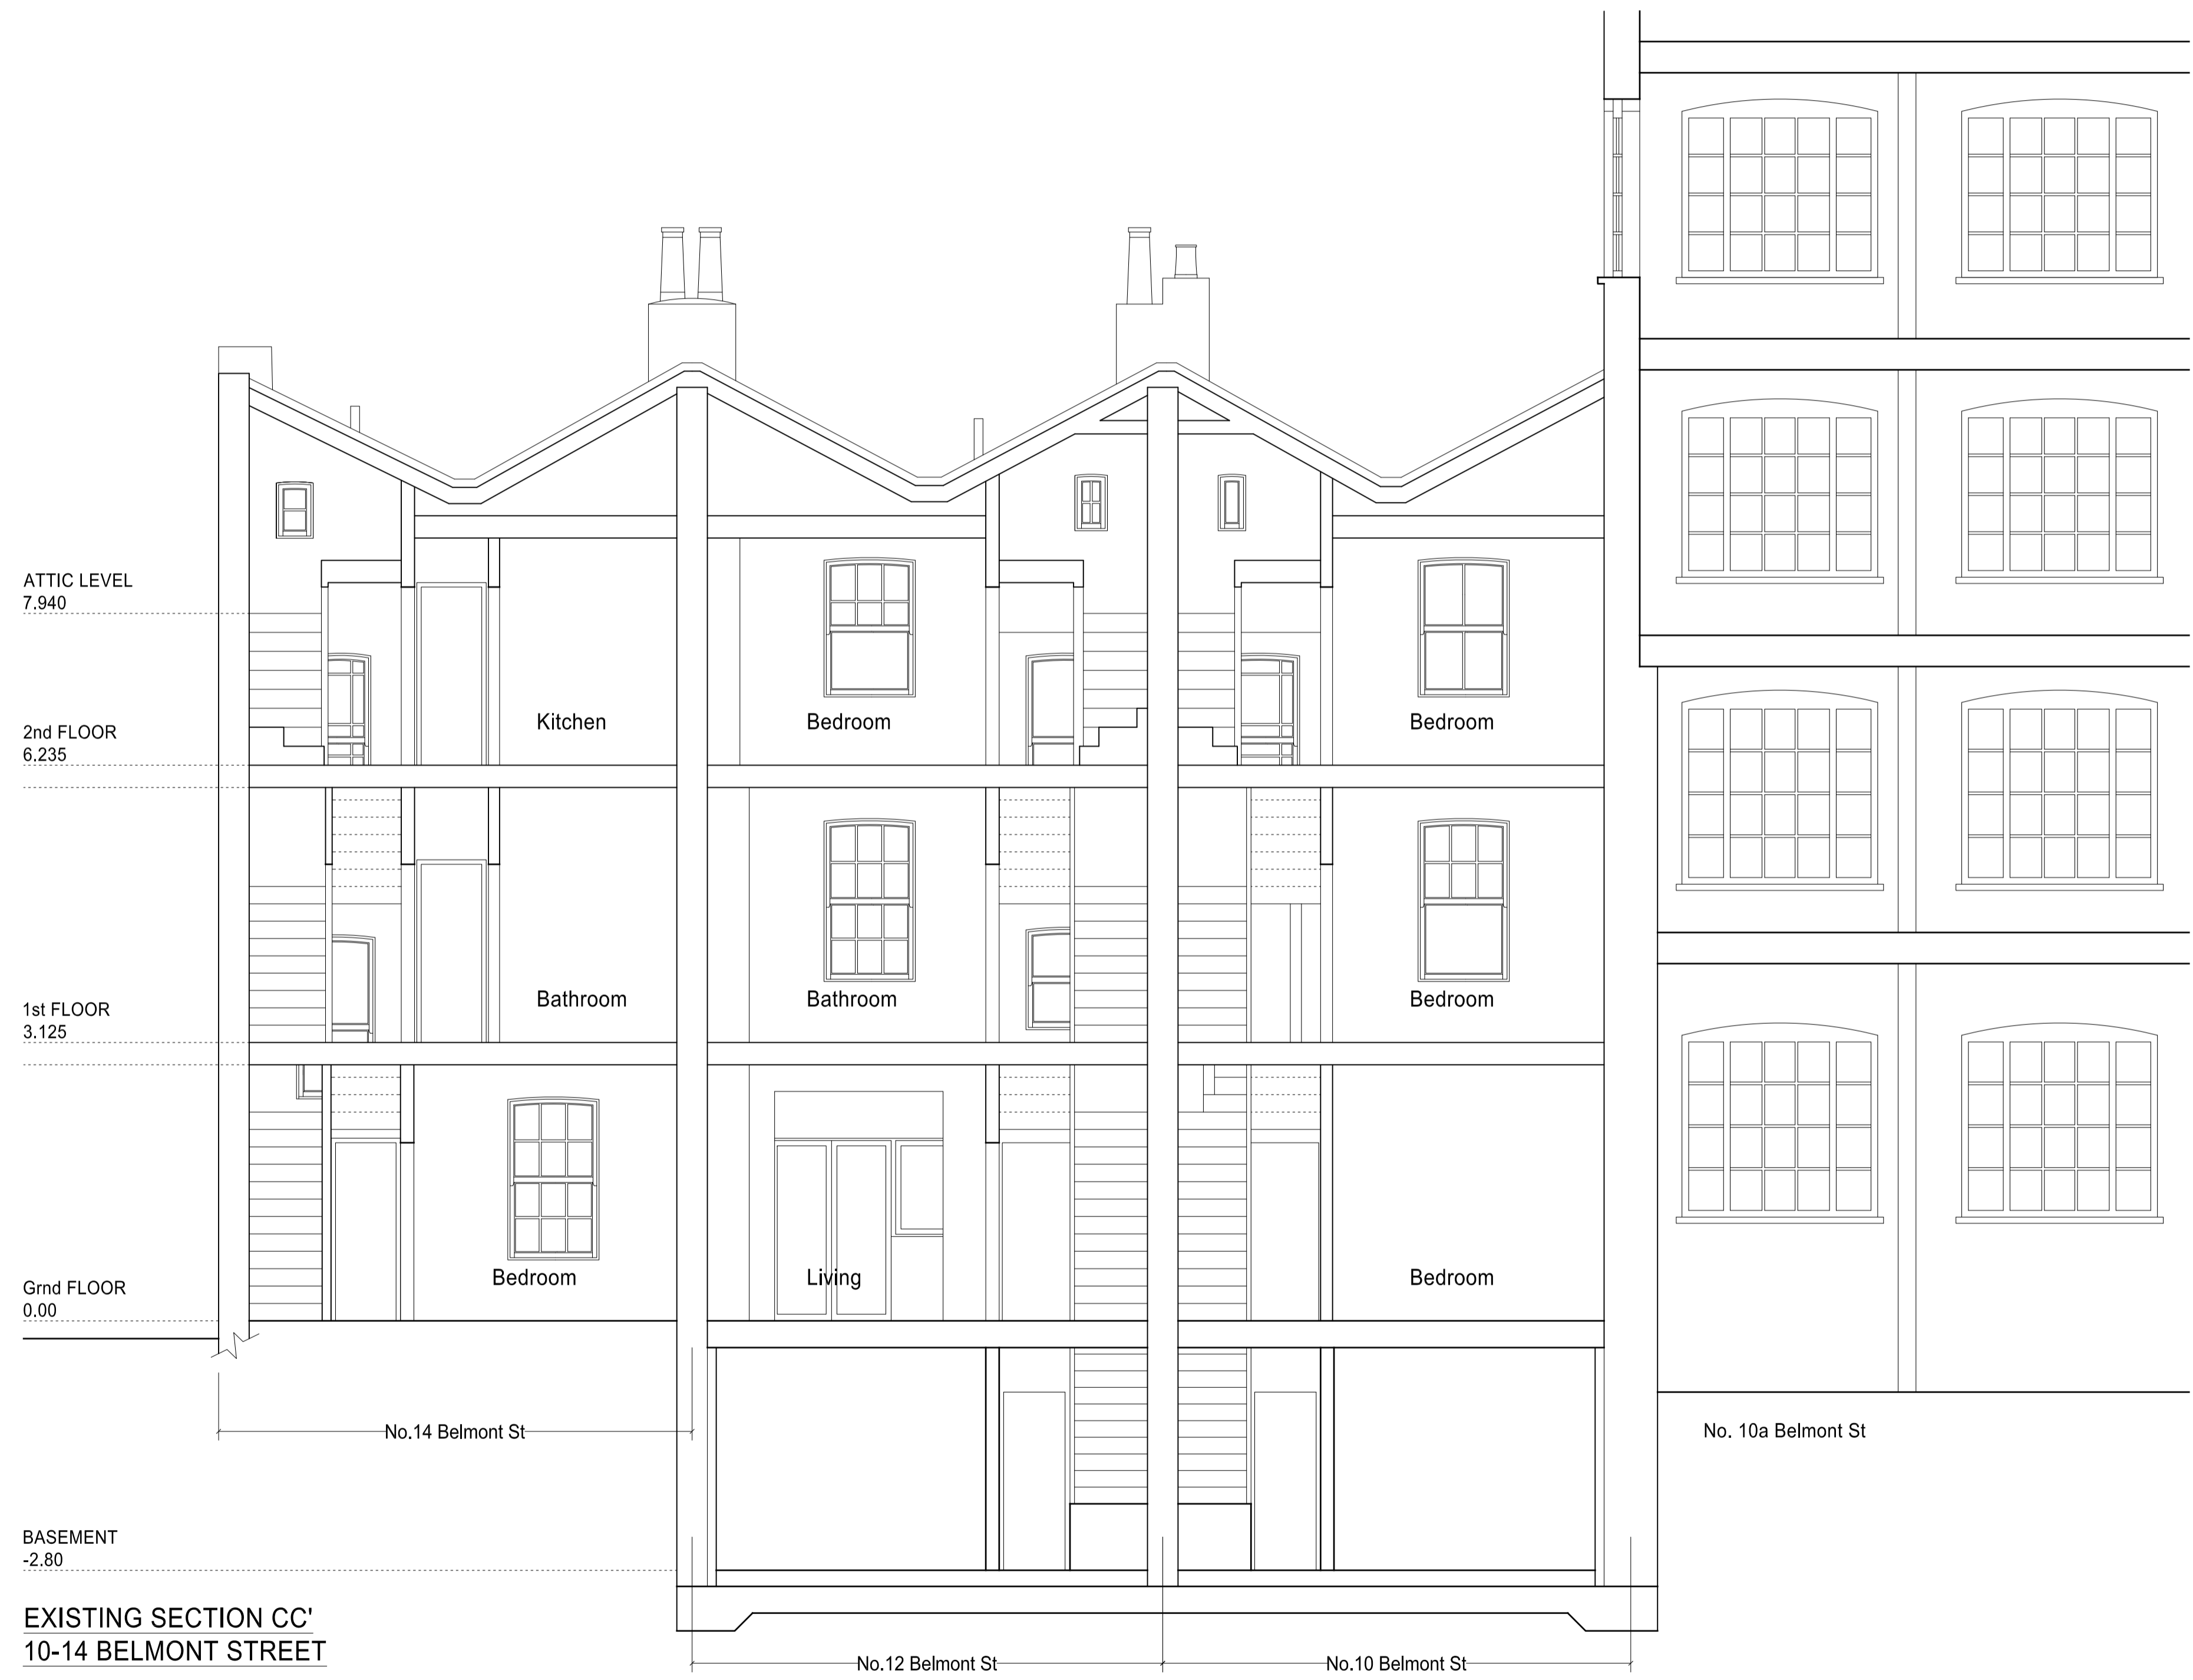 ATTIC LEVEL
7.940
2nd FLOOR
6.235
Kitchen
Bedroom
Bedroom
1st FLOOR
3.125
Bathroom
Bathroom
Bedroom
Grnd FLOOR
0.00
Bedroom
Living
Bedroom
No.14 Belmont St
No. 10a Belmont St
BASEMENT
-2.80
EXISTING SECTION CC'
10-14 BELMONT STREET
No.12 Belmont St
No.10 Belmont St